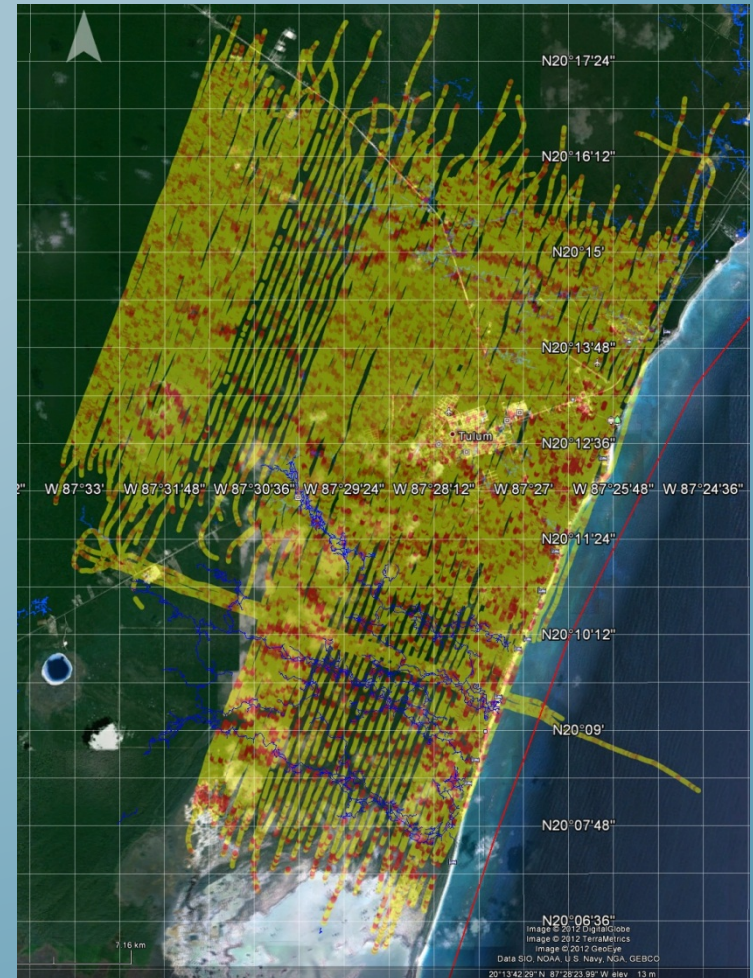 N20°17'24"
N20°16'12"
N20°15'
N20°13'48"
Tulum
N20°12'36"
2" W 87°33' W 87°31'48" W 87°30'36" W 87°29'24" W 87°28'12" W 87°27' W 87°25'48" W 87°24'36"
N20°11'24"
N20°10'12"
N20°09'
N20°07'48"
N20°06'36"
Image © 2012 DigitalGlobe
Image © 2012 TerraMetrics
Image © 2012 GeoEye
Data SIO, NOAA, U.S. Navy, NGA, GEBCO
7.16 km
20°13'42.29" N 87°28'23.99" W elev 13 m